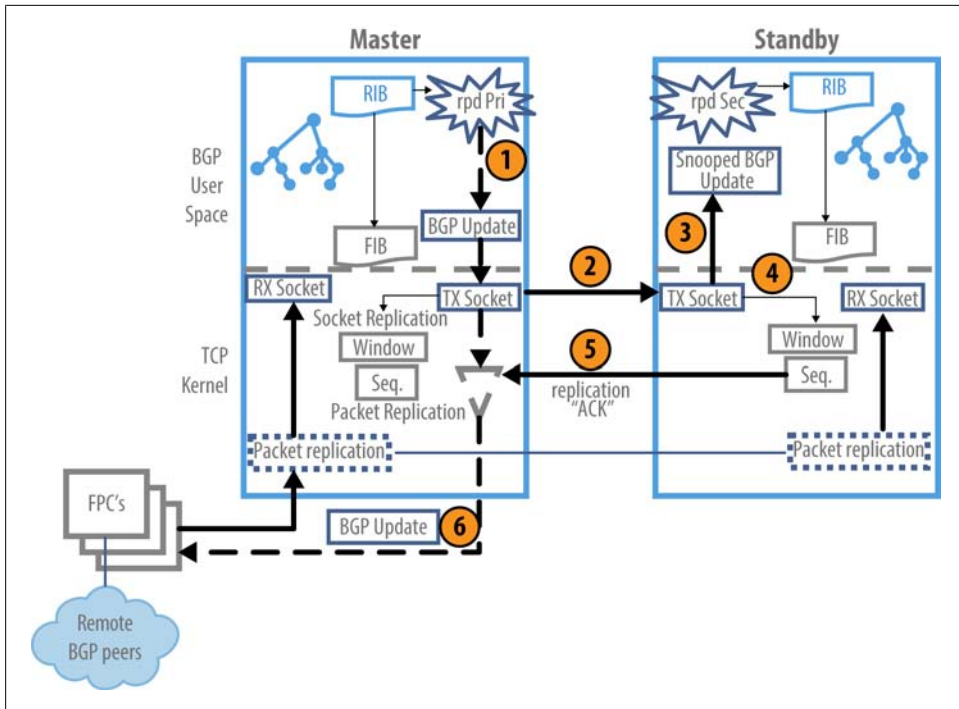 Master
Standby
RIB
rpd Pri
rpd Sec
RIB
BGP
User
Space
1
Snooped BGP
Update
BGP Update
3
FIB
FIB
2
4
RX Socket
TX Socket
TX Socket
RX Socket
Socket Replication
Window
Window
TCP
Kernel
5
Seq.
Seq.
replication
"ACK"
Packet Replication
Packet replication
Packet replication
FPC's
BGP Update
6
Remote
BGP peers